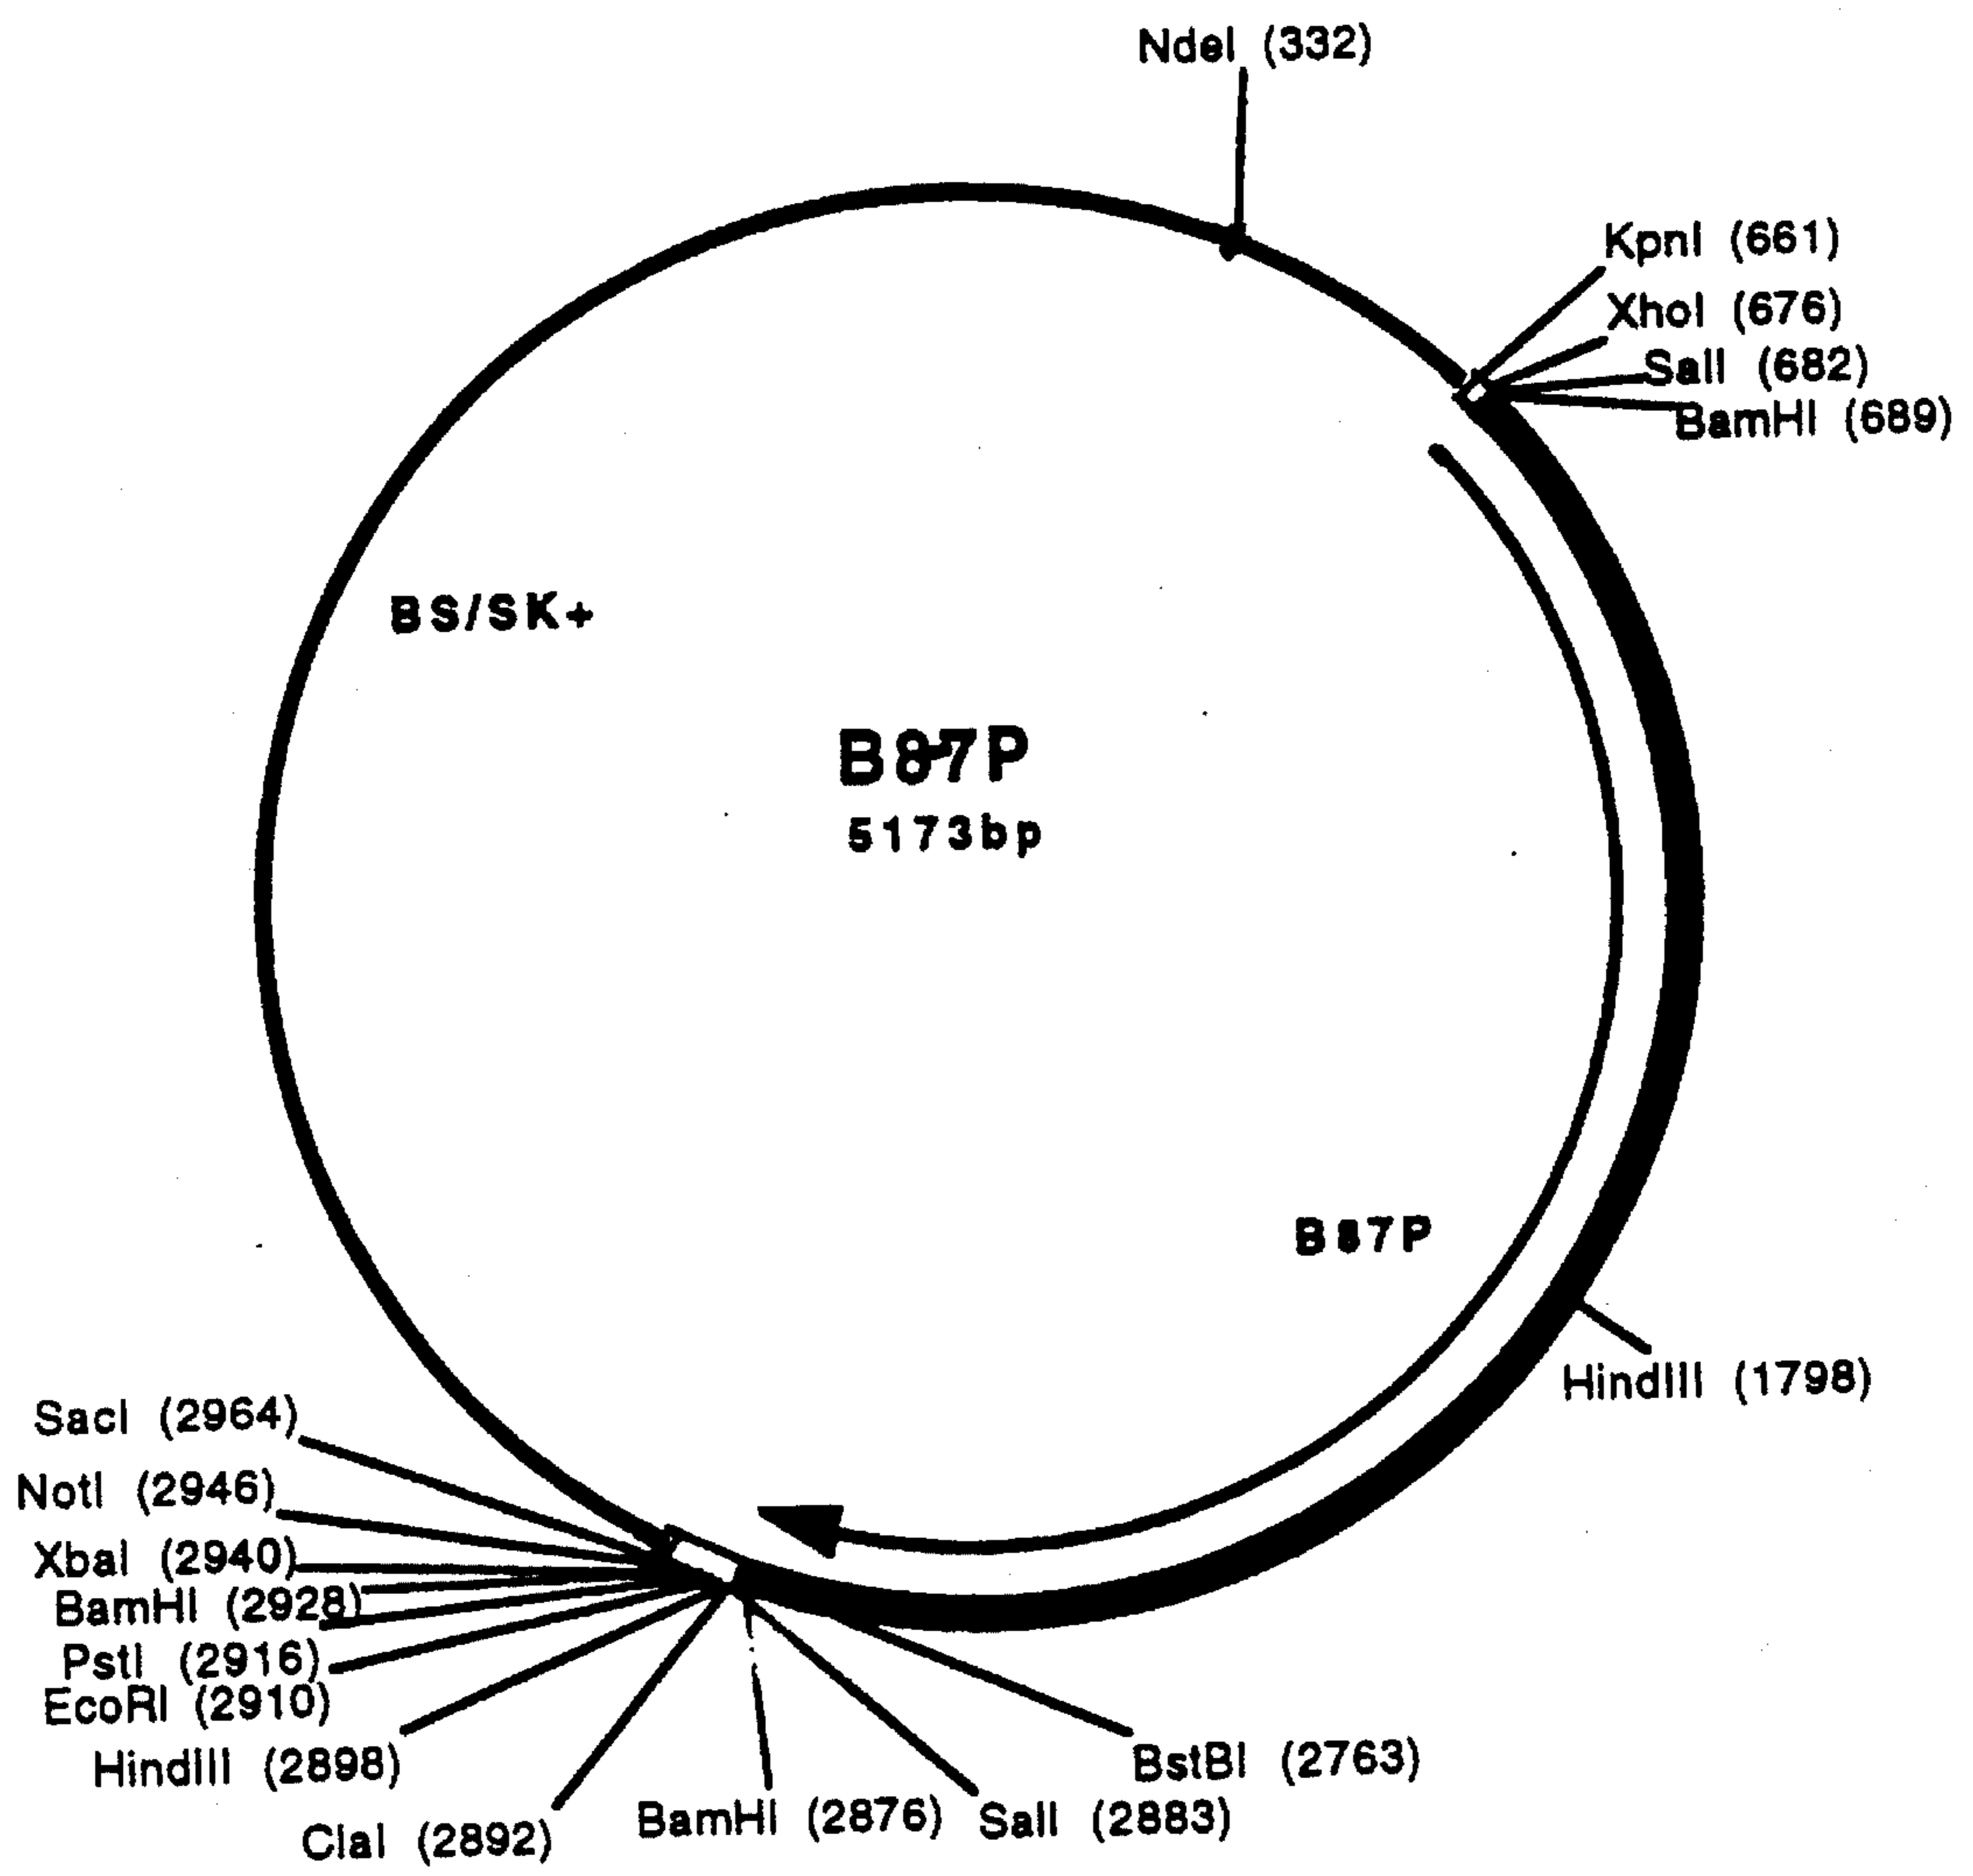 NdeI (332)
KpnI (661)
XhoI (676)
SalI (682)
BamHI (689)
BS/SK+
B87P
5173bp
B87P
HindIII (1798)
SacI (2964)
NotI (2946)
XbaI (2940)
BamHI (2928)
PstI (2916)
EcoRI (2910)
HindIII (2898)
ClaI (2892)
BamHI (2876)
SalI (2883)
BstBI (2763)